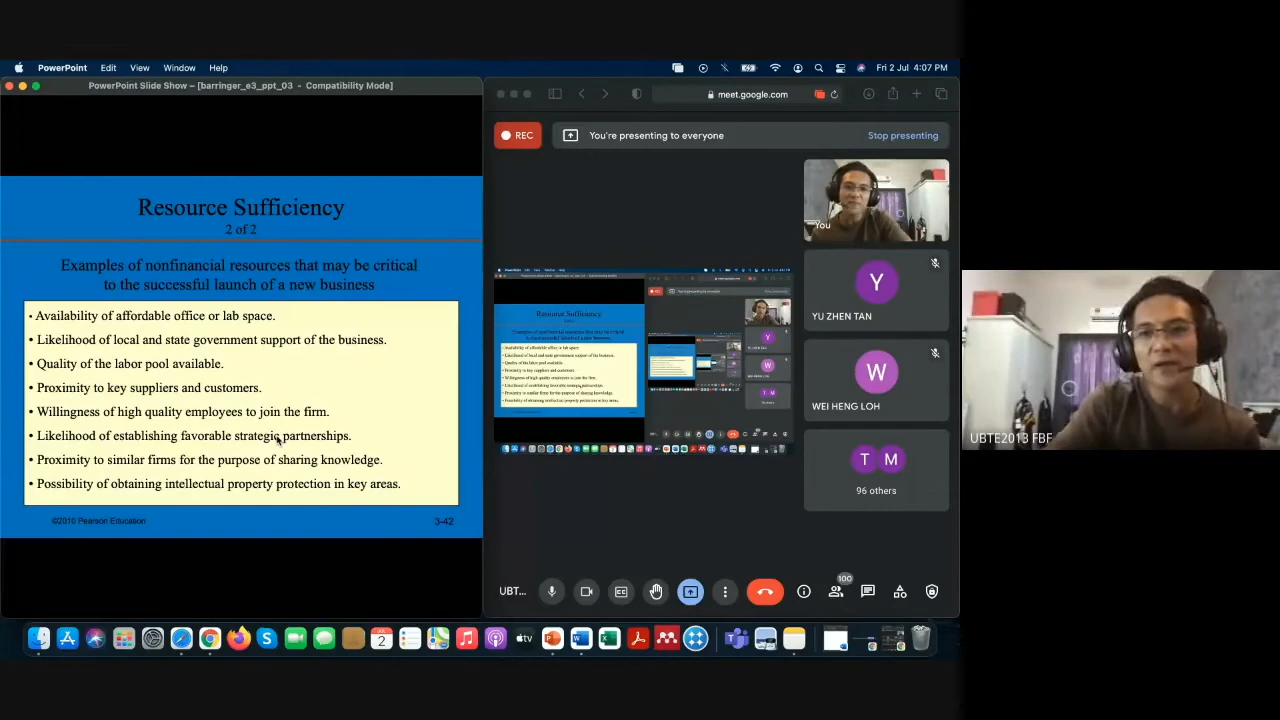 PowerPoint Edit View Window Help
Fri 2 Jul 4:07 PM
PowerPoint Slide Show – [barringer_e3_ppt_03 - Compatibility Mode]
Resource Sufficiency
2 of 2
Examples of nonfinancial resources that may be critical
to the successful launch of a new business
• Availability of affordable office or lab space.
• Likelihood of local and state government support of the business.
• Quality of the labor pool available.
• Proximity to key suppliers and customers.
• Willingness of high quality employees to join the firm.
• Likelihood of establishing favorable strategic partnerships.
• Proximity to similar firms for the purpose of sharing knowledge.
• Possibility of obtaining intellectual property protection in key areas.
©2010 Pearson Education
3-42
meet.google.com
REC
You're presenting to everyone
Stop presenting
You
Y
YU ZHEN TAN
W
WEI HENG LOH
T M
96 others
Resource Sufficiency
UBT...
100
tv
JUL
2
UBTE2013 FBF